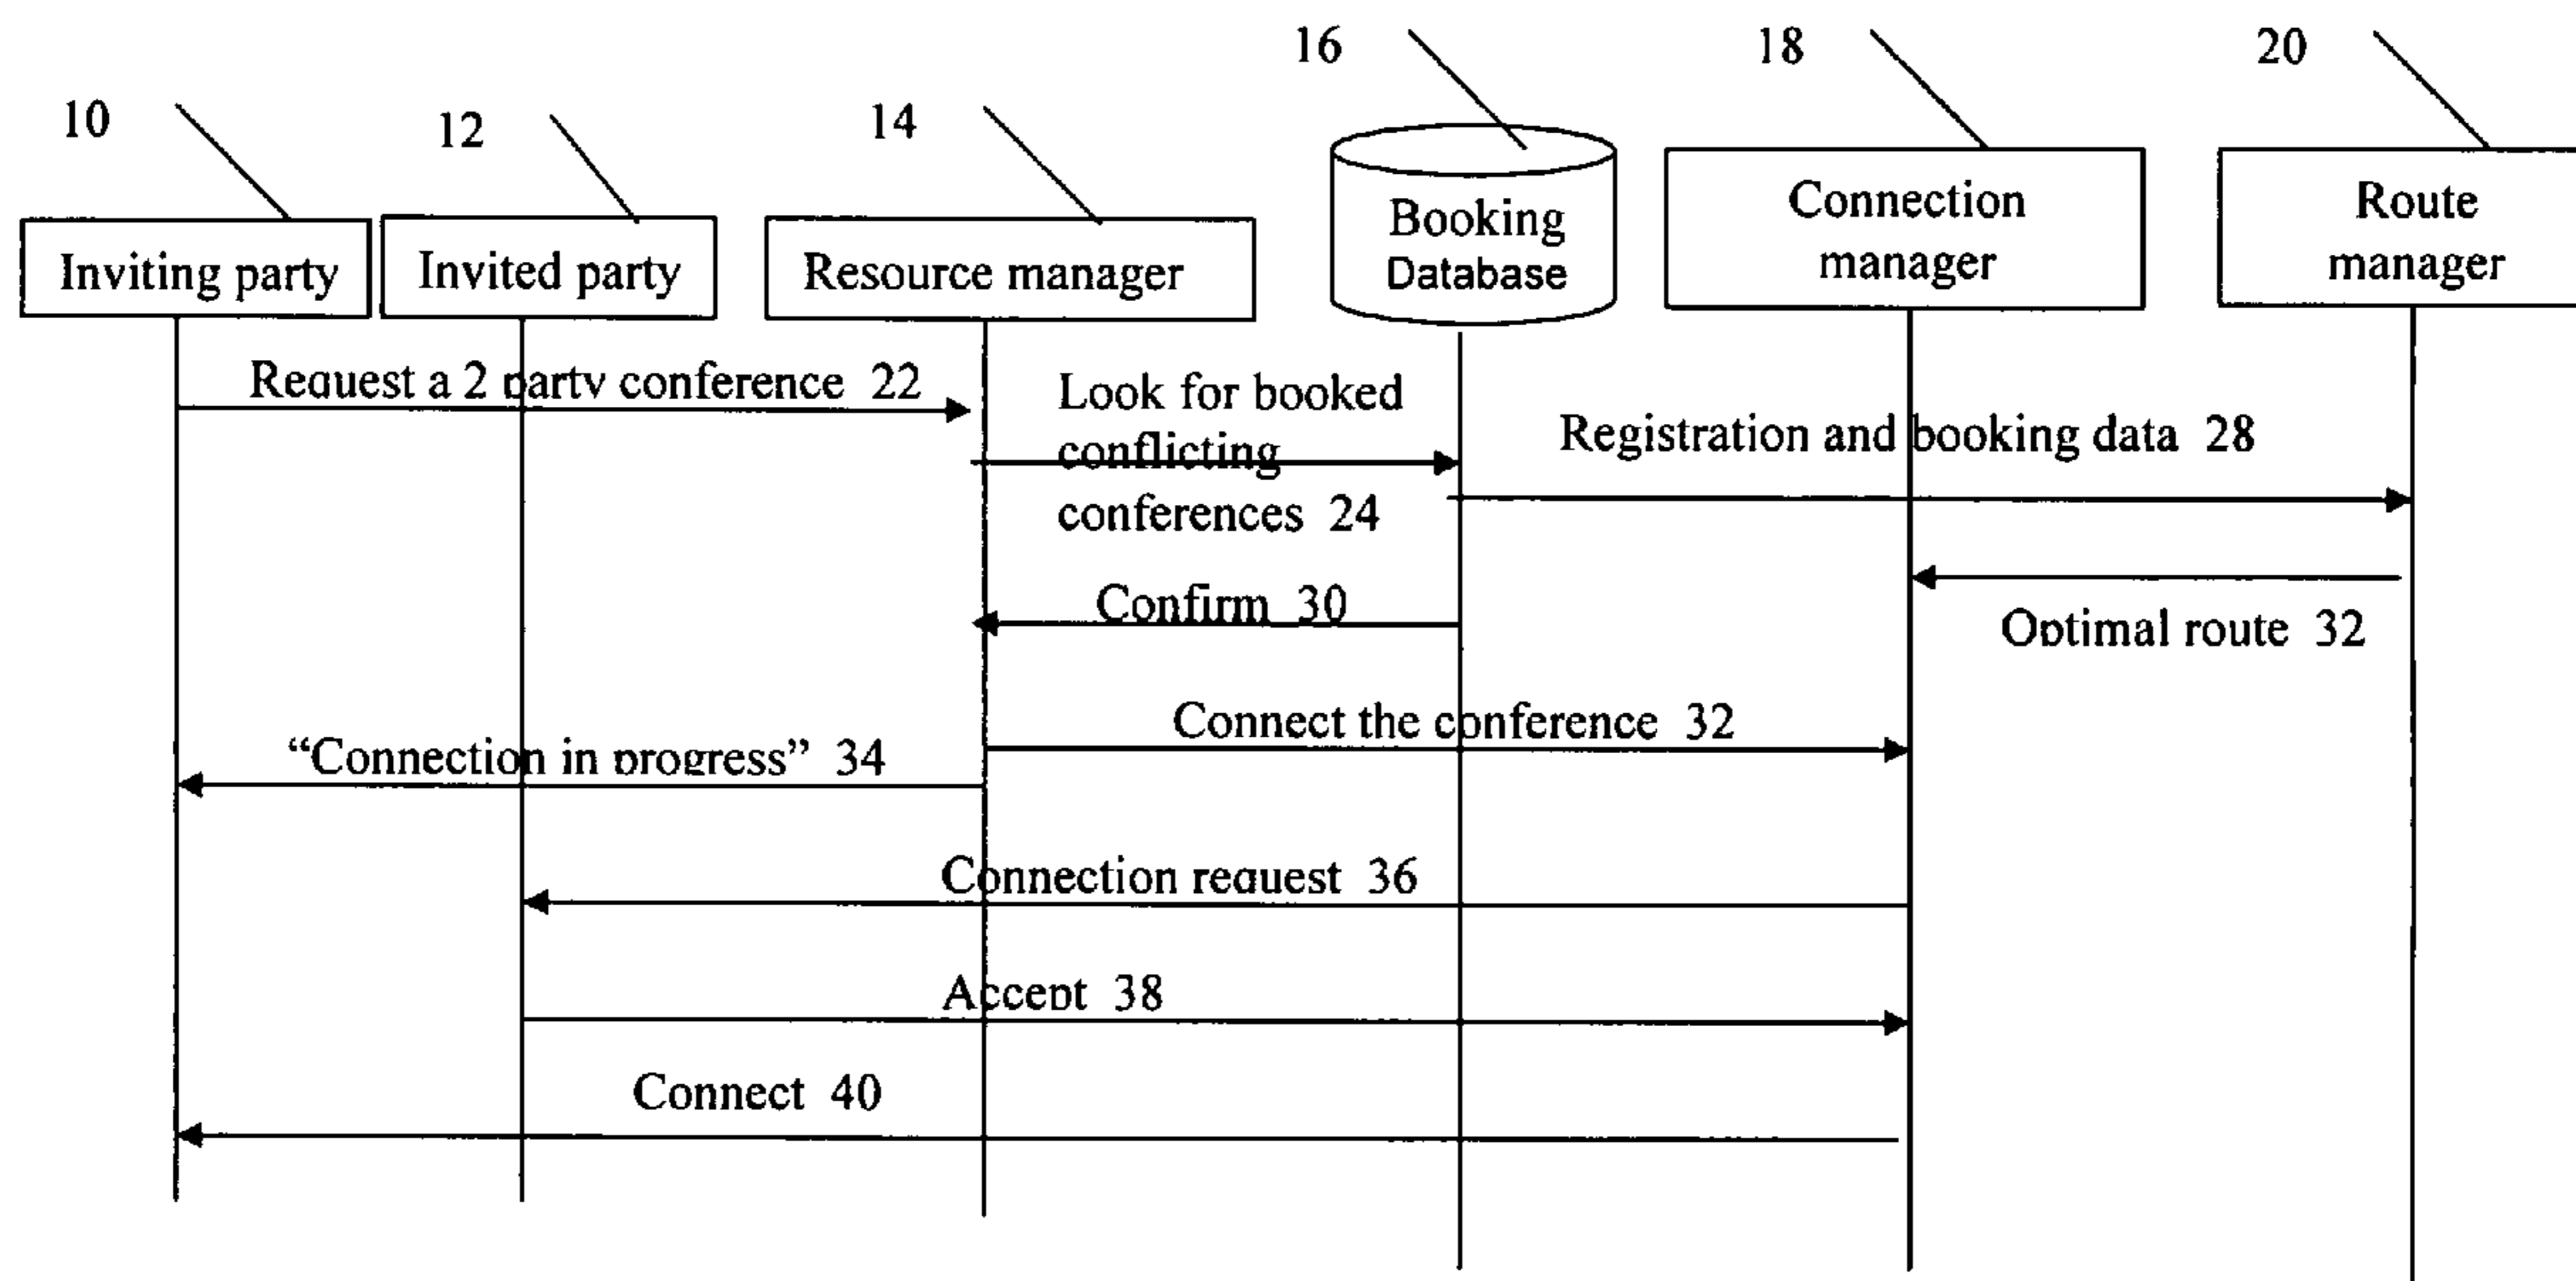 16
18
20
10
12
14
Inviting party
Invited party
Resource manager
Booking
Database
Connection
manager
Route
manager
Request a 2 party conference 22
Look for booked
conflicting
conferences 24
Registration and booking data 28
Confirm 30
Optimal route 32
Connect the conference 32
“Connection in progress” 34
Connection request 36
Accept 38
Connect 40